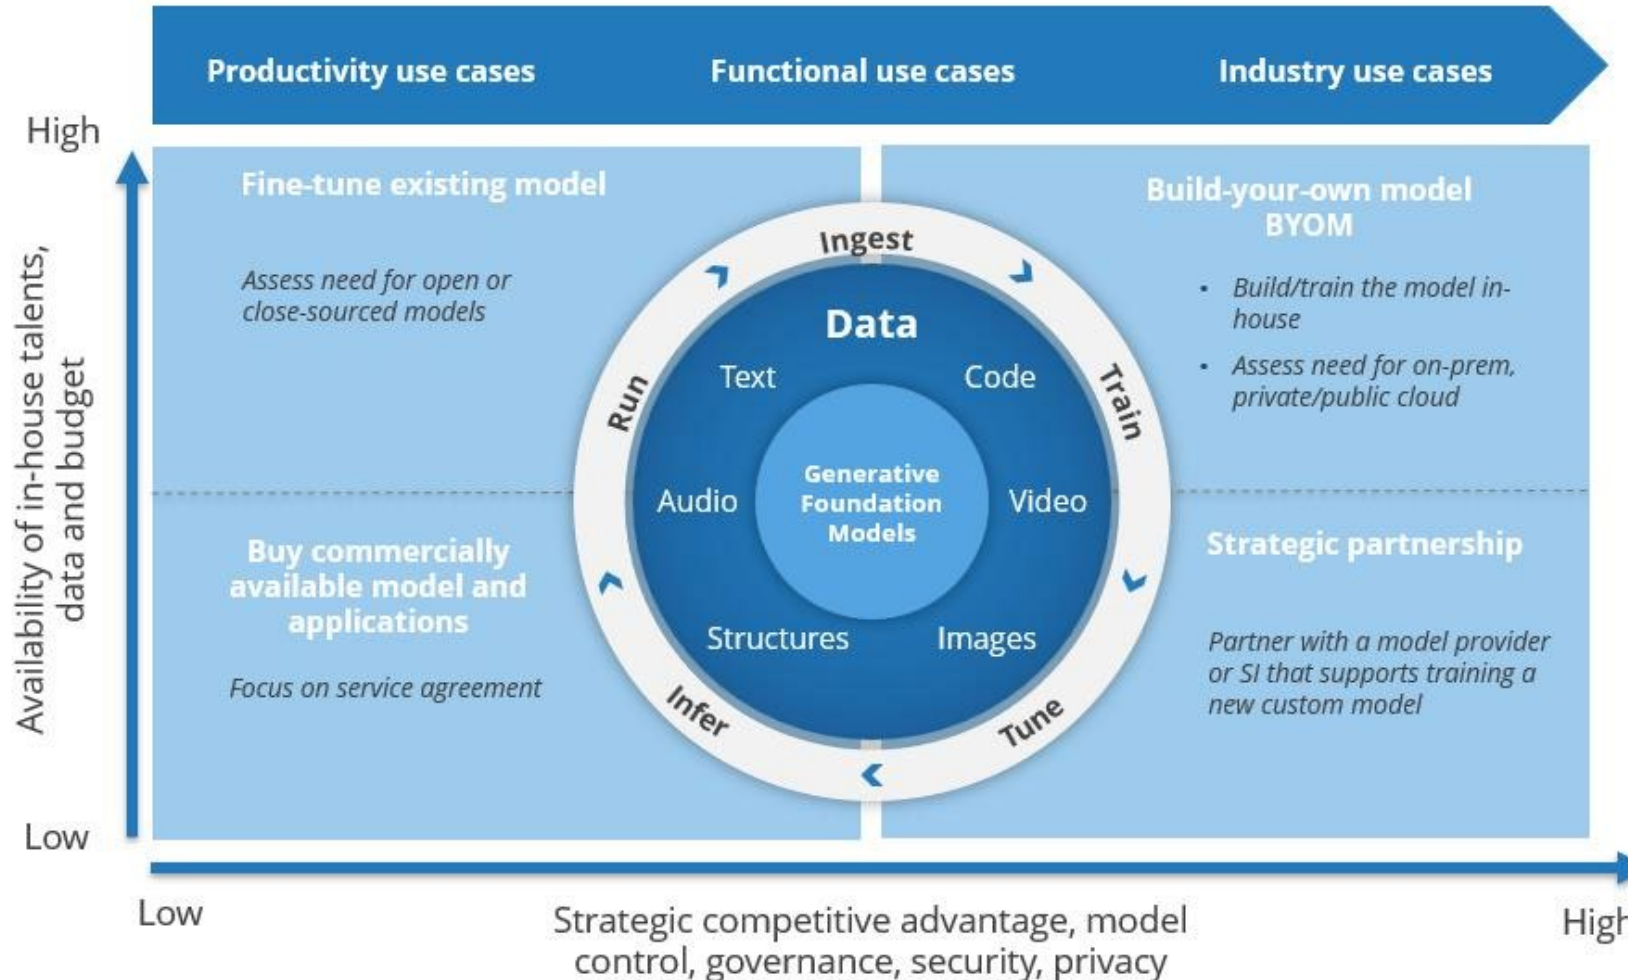 Productivity use cases
Functional use cases
Industry use cases
High
Availability of in-house talents,
data and budget
Low
Fine-tune existing model
Assess need for open or
close-sourced models
Build-your-own model
BYOM
• Build/train the model in-
house
• Assess need for on-prem,
private/public cloud
Ingest
Train
Tune
Infer
Run
Data
Text
Code
Audio
Video
Structures
Images
Generative
Foundation
Models
Buy commercially
available model and
applications
Focus on service agreement
Strategic partnership
Partner with a model provider
or SI that supports training a
new custom model
Low
Strategic competitive advantage, model
control, governance, security, privacy
High